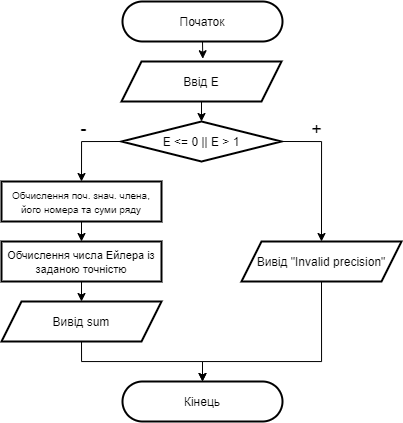 Початок
Ввід E
E <= 0 || E > 1
-
+
Обчислення поч. знач. члена,
його номера та суми ряду
Обчислення числа Ейлера із
заданою точністю
Вивід "Invalid precision"
Вивід sum
Кінець